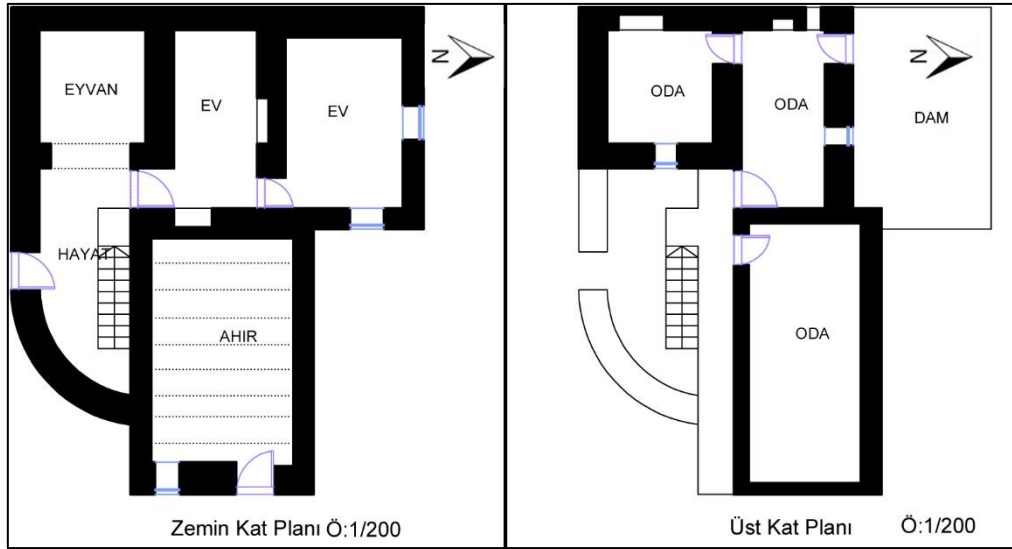 EYVAN
EV
EV
N
HAYAT
AHIR
Zemin Kat Planı Ö:1/200
ODA
ODA
DAM
N
ODA
Üst Kat Planı Ö:1/200